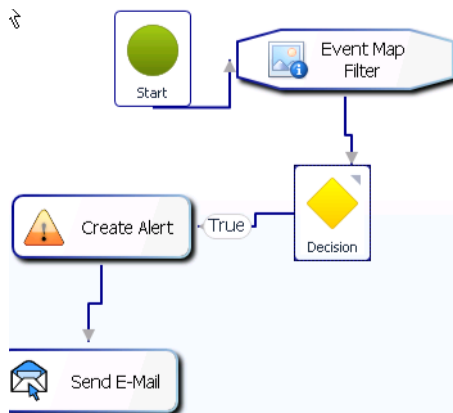 Start
Event Map
Filter
Decision
True
Create Alert
Send E-Mail